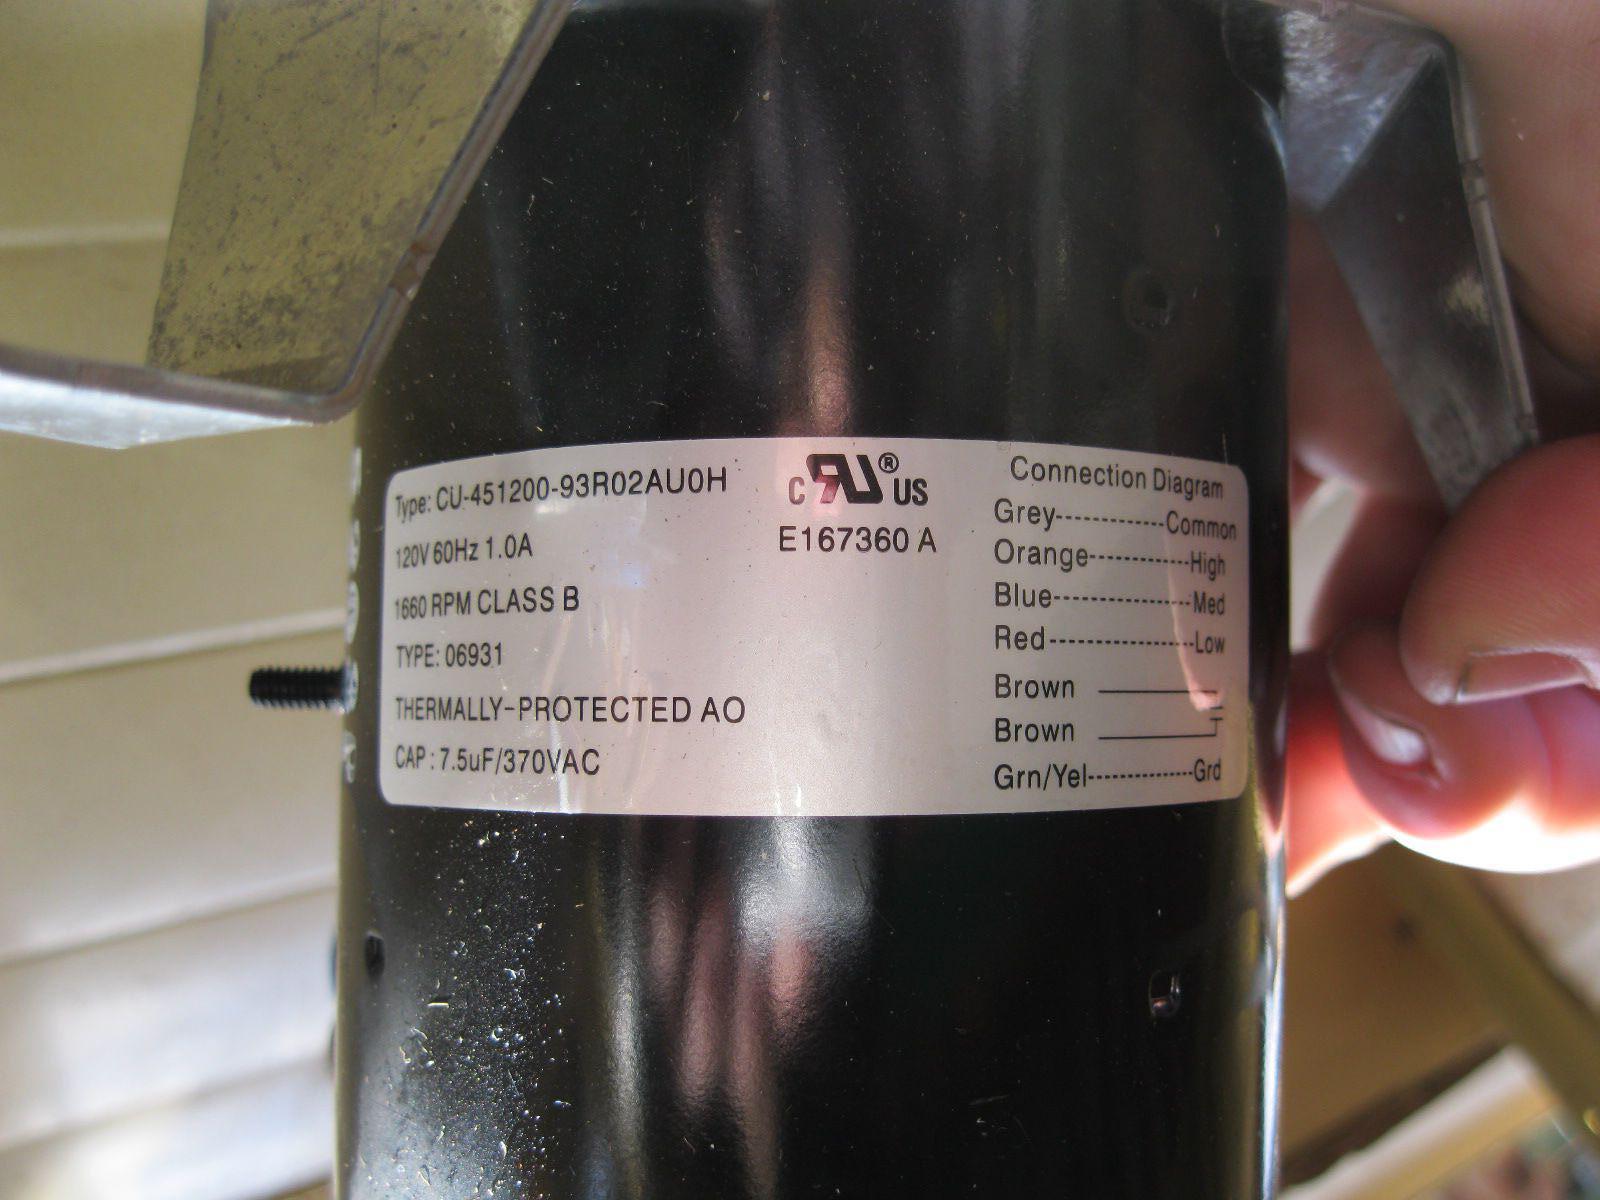 Type: CU-451200-93R02AU0H
120V 60Hz 1.0A
1660 RPM CLASS B
TYPE: 06931
THERMALLY-PROTECTED AO
CAP : 7.5uF/370VAC
C RU® US
E167360 A
Connection Diagram
Grey------------Common
Orange-----------High
Blue---------------Med
Red----------------Low
Brown
Brown
Grn/Yel------------Grd